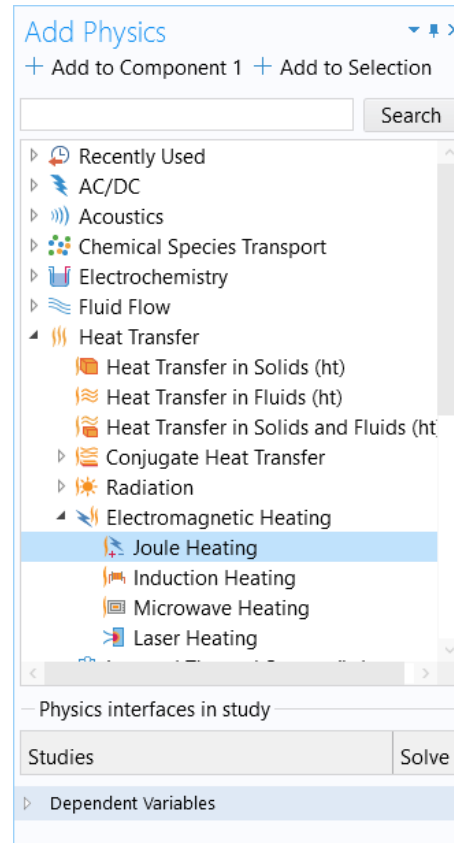 Add Physics
+ Add to Component 1 + Add to Selection
Search
Recently Used
AC/DC
Acoustics
Chemical Species Transport
Electrochemistry
Fluid Flow
Heat Transfer
Heat Transfer in Solids (ht)
Heat Transfer in Fluids (ht)
Heat Transfer in Solids and Fluids (ht
Conjugate Heat Transfer
Radiation
Electromagnetic Heating
Joule Heating
Induction Heating
Microwave Heating
Laser Heating
Physics interfaces in study
Studies Solve
Dependent Variables